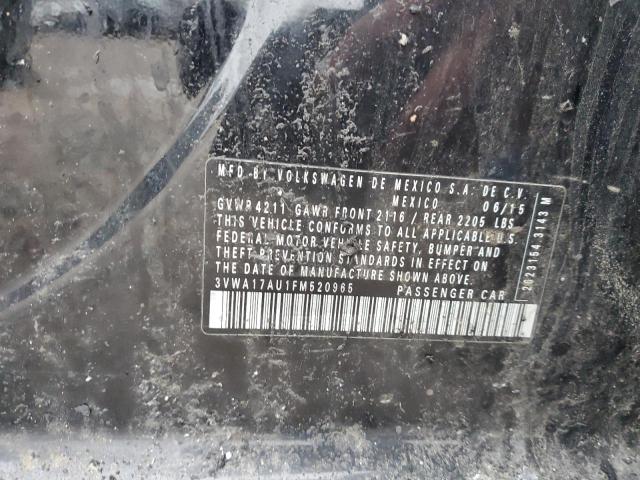 MFD BY VOLKSWAGEN DE MEXICO S.A. DE C.V.
MEXICO 06/15
GVWR 4211 GAWR FRONT 2116 / REAR 2205 LBS
THIS VEHICLE CONFORMS TO ALL APPLICABLE U.S.
FEDERAL MOTOR VEHICLE SAFETY, BUMPER AND
THEFT PREVENTION STANDARDS IN EFFECT ON
THE DATE OF MANUFACTURE SHOWN ABOVE.
3VWA17AU1FM520965 PASSENGER CAR
2023154.3143 M